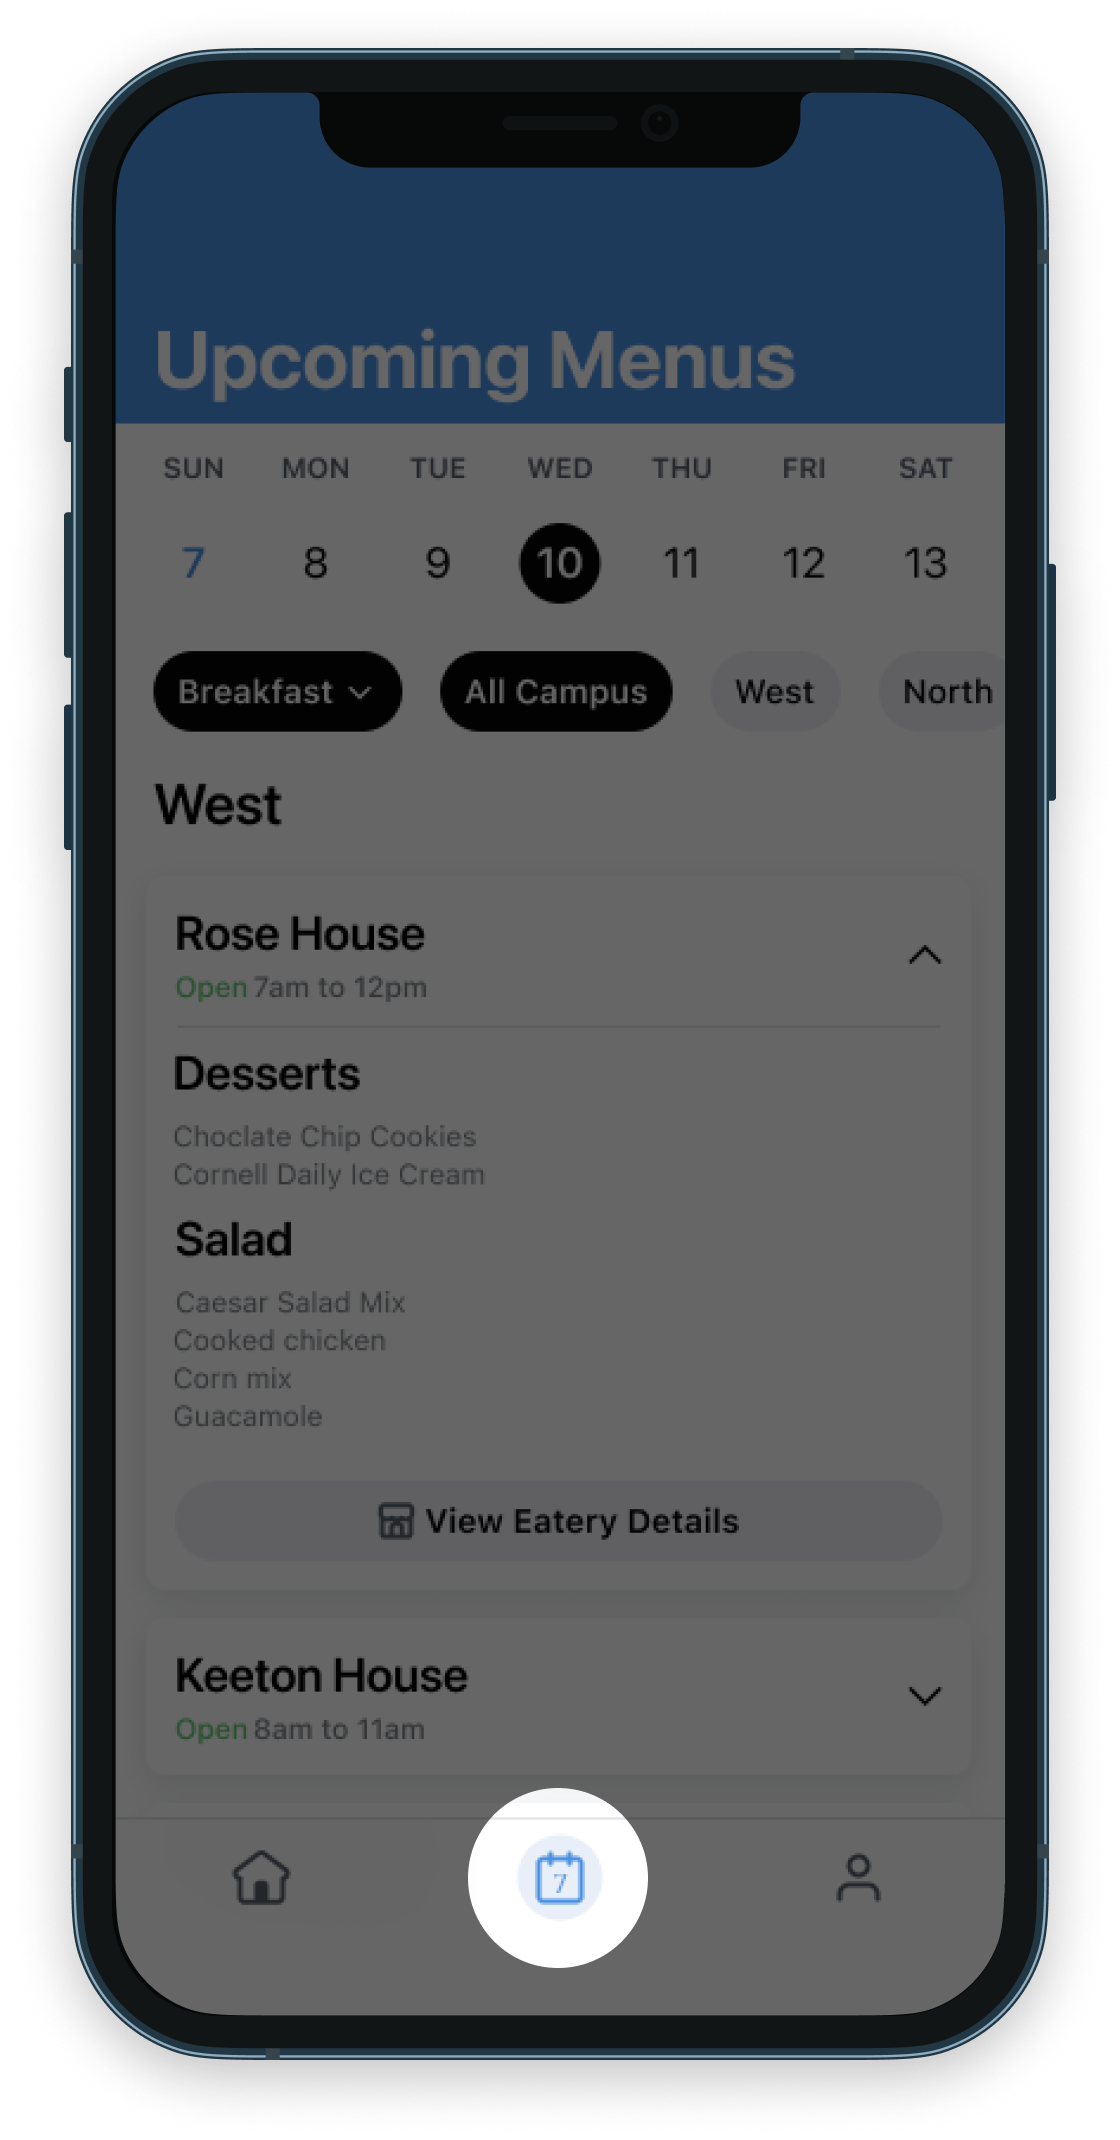 Upcoming Menus
SUN MON TUE WED THU FRI SAT
7 8 9 10 11 12 13
Breakfast All Campus West North
West
Rose House
Open 7am to 12pm
Desserts
Choclate Chip Cookies
Cornell Daily Ice Cream
Salad
Caesar Salad Mix
Cooked chicken
Corn mix
Guacamole
View Eatery Details
Keeton House
Open 8am to 11am
7